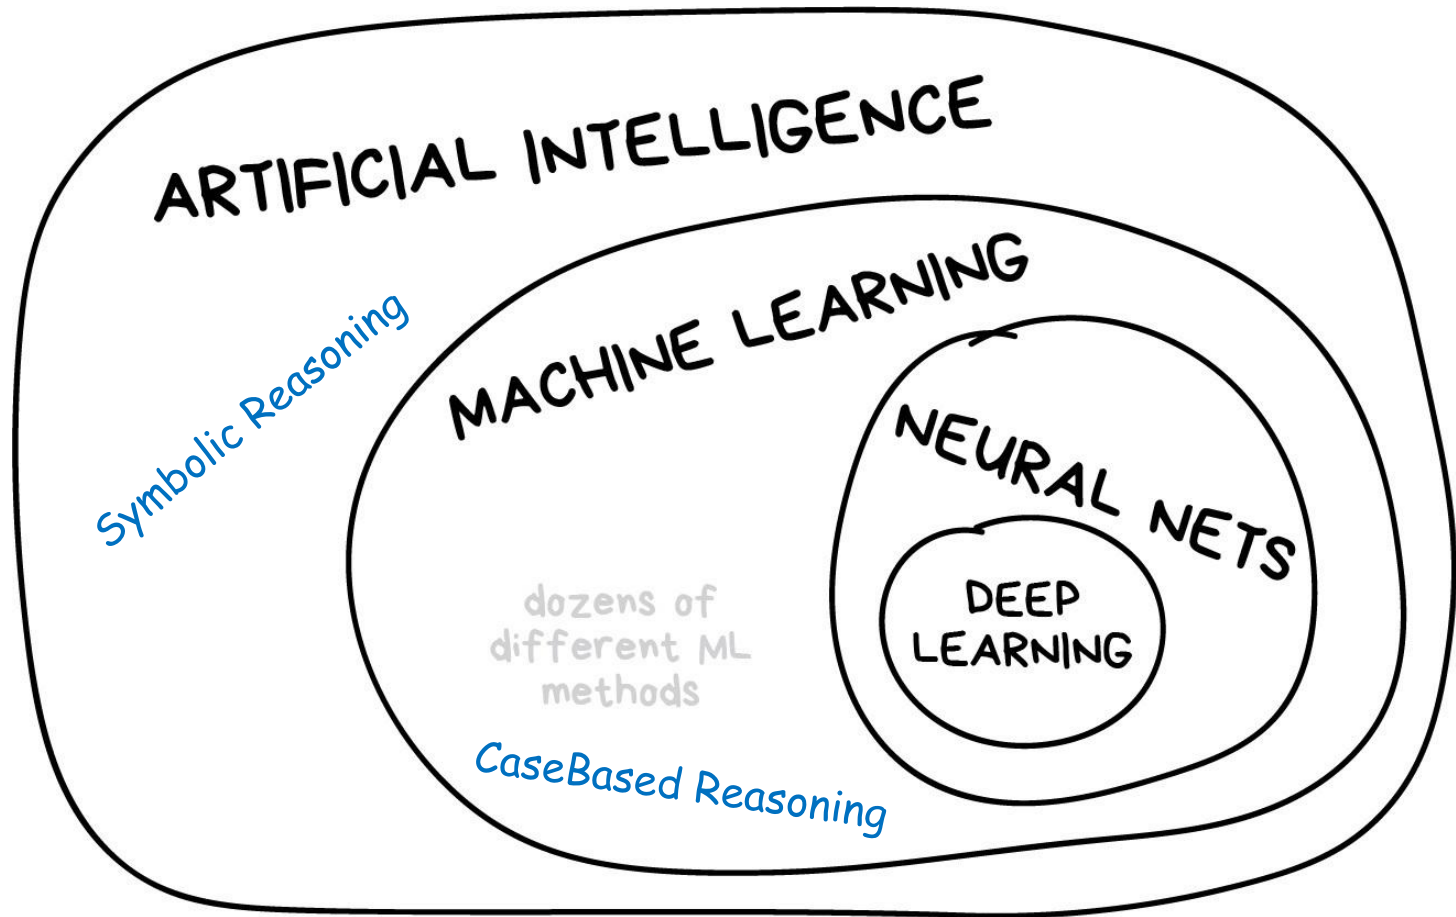 ARTIFICIAL INTELLIGENCE
MACHINE LEARNING
Symbolic Reasoning
NEURAL NETS
DEEP
LEARNING
dozens of
different ML
methods
CaseBased Reasoning